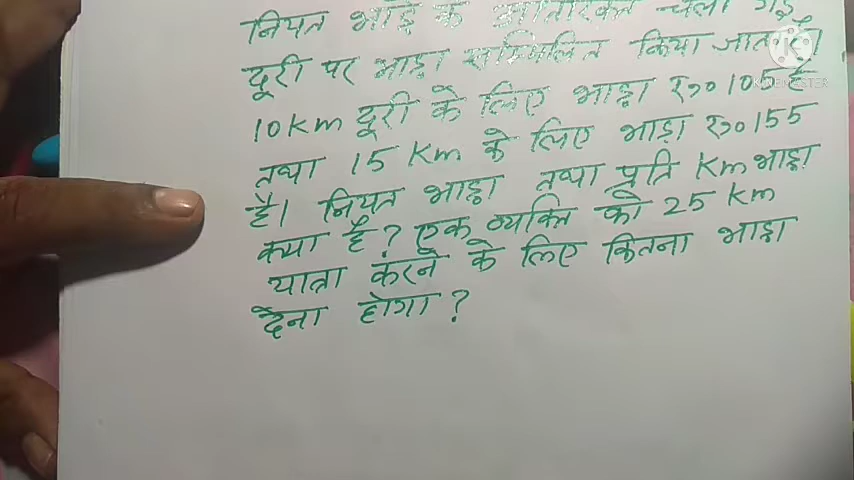 नियत भाड़े के अतिरिक्त चली गई
दूरी पर भाड़ा सम्मिलित किया जाता है।
10 Km दूरी के लिए भाड़ा रु० 105 है
तथा 15 Km के लिए भाड़ा रु० 155
है। नियत भाड़ा तथा प्रति Km भाड़ा
क्या है? एक व्यक्ति को 25 Km
यात्रा करने के लिए कितना भाड़ा
देना होगा?